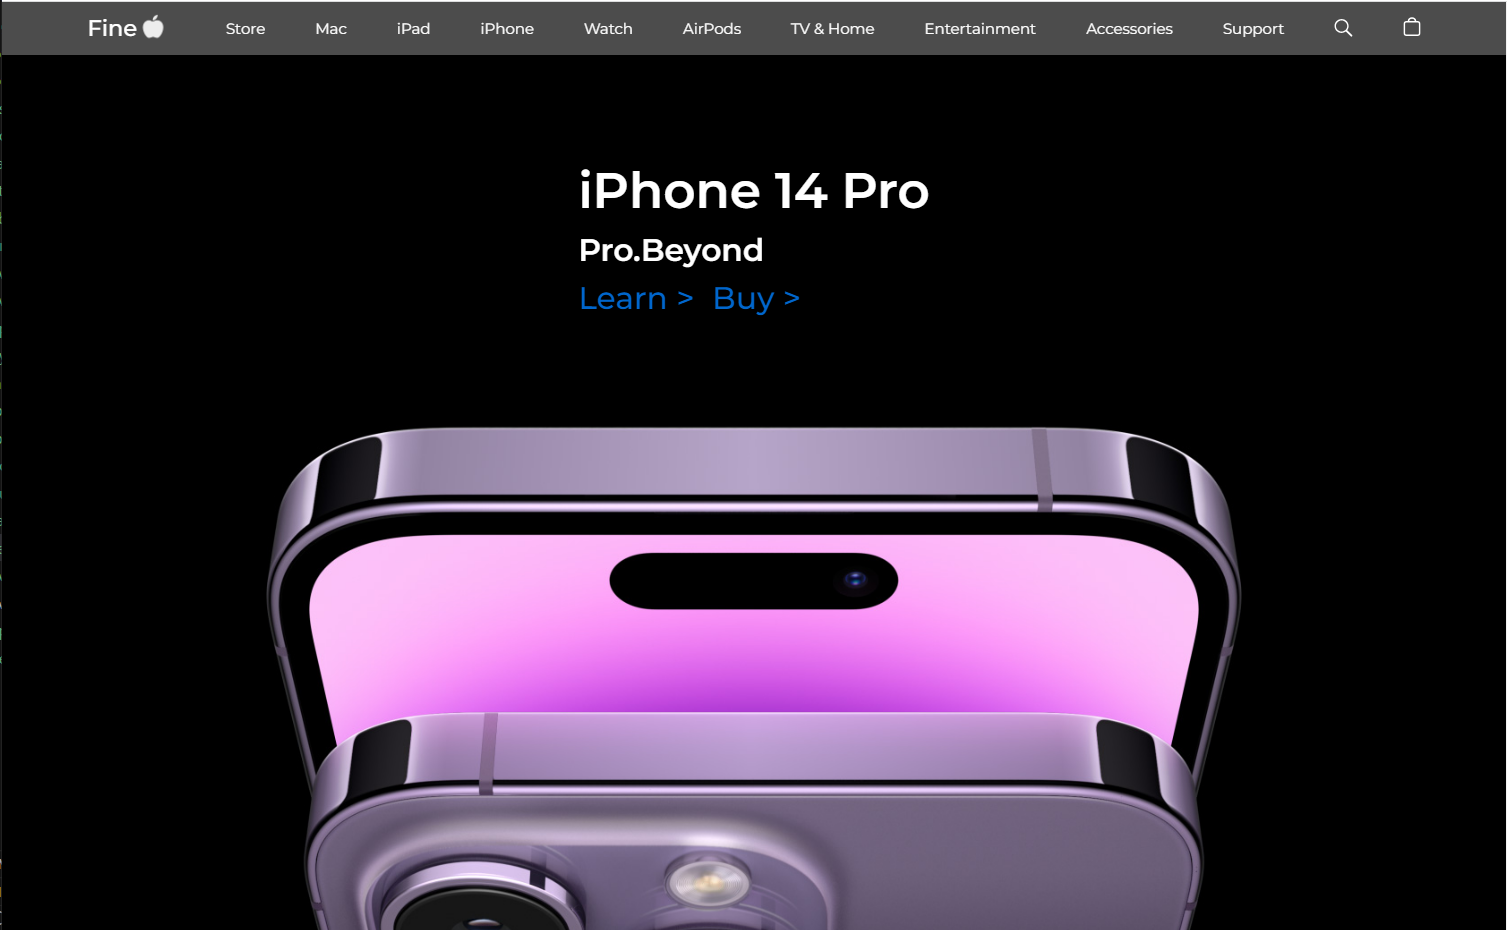 Fine Store Mac iPad iPhone Watch AirPods TV & Home Entertainment Accessories Support
iPhone 14 Pro
Pro.Beyond
Learn > Buy >